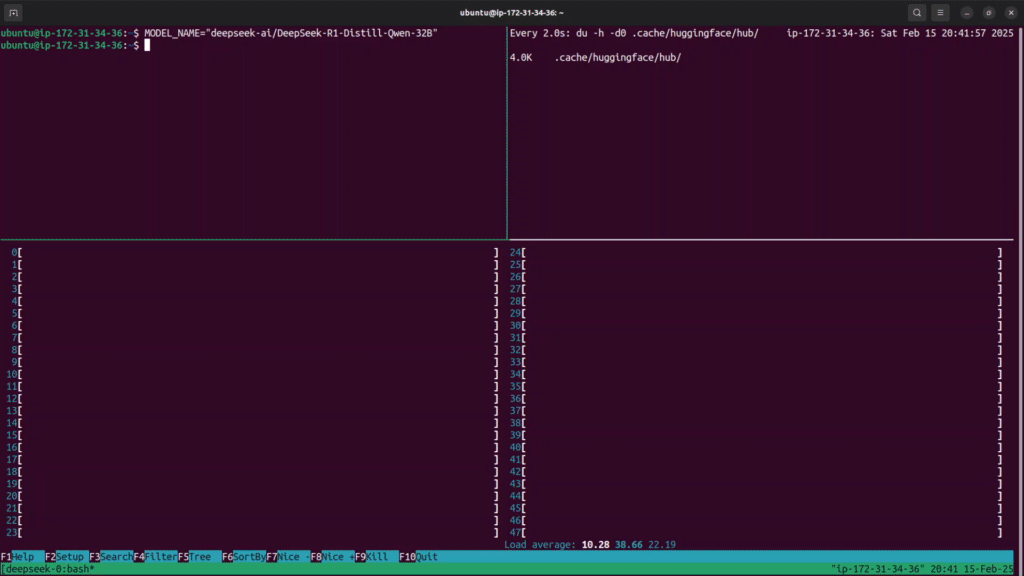 ubuntu@ip-172-31-34-36: ~
ubuntu@ip-172-31-34-36:~$ MODEL_NAME="deepseek-ai/DeepSeek-R1-Distill-Qwen-32B"
ubuntu@ip-172-31-34-36:~$
Every 2.0s: du -h -d0 .cache/huggingface/hub/ ip-172-31-34-36: Sat Feb 15 20:41:57 2025
4.0K .cache/huggingface/hub/
0[ ] 24[ ]
1[ ] 25[ ]
2[ ] 26[ ]
3[ ] 27[ ]
4[ ] 28[ ]
5[ ] 29[ ]
6[ ] 30[ ]
7[ ] 31[ ]
8[ ] 32[ ]
9[ ] 33[ ]
10[ ] 34[ ]
11[ ] 35[ ]
12[ ] 36[ ]
13[ ] 37[ ]
14[ ] 38[ ]
15[ ] 39[ ]
16[ ] 40[ ]
17[ ] 41[ ]
18[ ] 42[ ]
19[ ] 43[ ]
20[ ] 44[ ]
21[ ] 45[ ]
22[ ] 46[ ]
23[ ] 47[ ]
Load average: 10.28 38.66 22.19
F1Help F2Setup F3SearchF4FilterF5Tree F6SortByF7Nice -F8Nice +F9Kill F10Quit
[deepseek-0:bash* "ip-172-31-34-36" 20:41 15-Feb-25